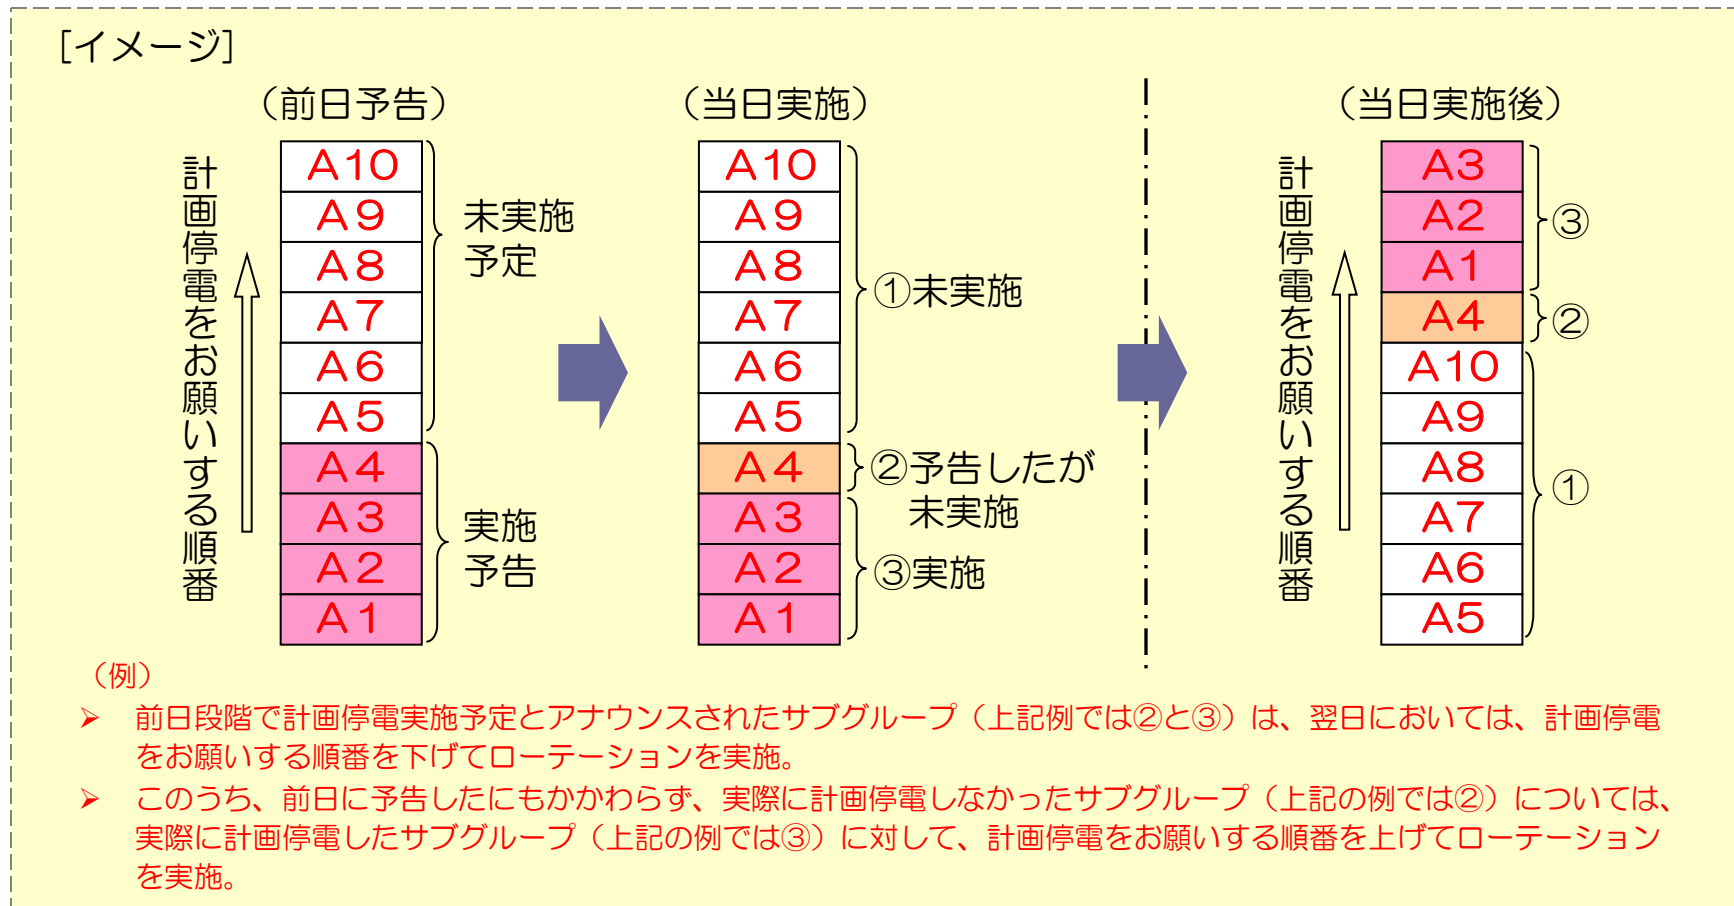 [イメージ]
(前日予告)
計画停電をお願いする順番
A10
A9
A8
A7
A6
A5
A4
A3
A2
A1
未実施
予定
実施
予告
(当日実施)
A10
A9
A8
A7
A6
A5
A4
A3
A2
A1
①未実施
②予告したが
未実施
③実施
(当日実施後)
計画停電をお願いする順番
A3
A2
A1
A4
A10
A9
A8
A7
A6
A5
③
②
①
(例)
➢ 前日段階で計画停電実施予定とアナウンスされたサブグループ(上記例では②と③)は、翌日においては、計画停電
をお願いする順番を下げてローテーションを実施。
➢ このうち、前日に予告したにもかかわらず、実際に計画停電しなかったサブグループ(上記の例では②)については、
実際に計画停電したサブグループ(上記の例では③)に対して、計画停電をお願いする順番を上げてローテーション
を実施。